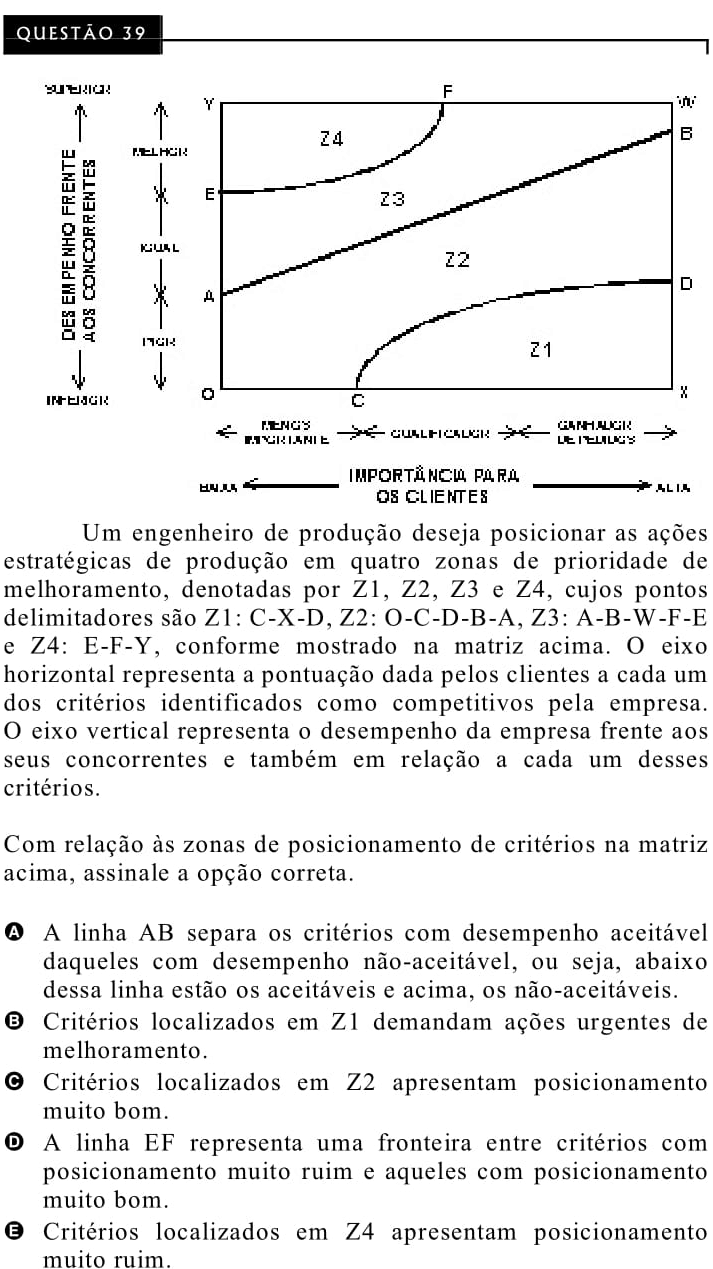 QUESTÃO 39
SUPERIOR
Y
F
W
B
Z4
MELHOR
E
Z3
DESEMPENHO FRENTE
AOS CONCORRENTES
IGUAL
Z2
A
D
PIOR
Z1
INFERIOR
O
C
X
MENOS
IMPORTANTE
QUALIFICADOR
GANHADOR
DE PEDIDOS
BAIXA
IMPORTÂNCIA PARA
OS CLIENTES
ALTA
Um engenheiro de produção deseja posicionar as ações
estratégicas de produção em quatro zonas de prioridade de
melhoramento, denotadas por Z1, Z2, Z3 e Z4, cujos pontos
delimitadores são Z1: C-X-D, Z2: O-C-D-B-A, Z3: A-B-W-F-E
e Z4: E-F-Y, conforme mostrado na matriz acima. O eixo
horizontal representa a pontuação dada pelos clientes a cada um
dos critérios identificados como competitivos pela empresa.
O eixo vertical representa o desempenho da empresa frente aos
seus concorrentes e também em relação a cada um desses
critérios.
Com relação às zonas de posicionamento de critérios na matriz
acima, assinale a opção correta.
A A linha AB separa os critérios com desempenho aceitável
daqueles com desempenho não-aceitável, ou seja, abaixo
dessa linha estão os aceitáveis e acima, os não-aceitáveis.
B Critérios localizados em Z1 demandam ações urgentes de
melhoramento.
C Critérios localizados em Z2 apresentam posicionamento
muito bom.
D A linha EF representa uma fronteira entre critérios com
posicionamento muito ruim e aqueles com posicionamento
muito bom.
E Critérios localizados em Z4 apresentam posicionamento
muito ruim.